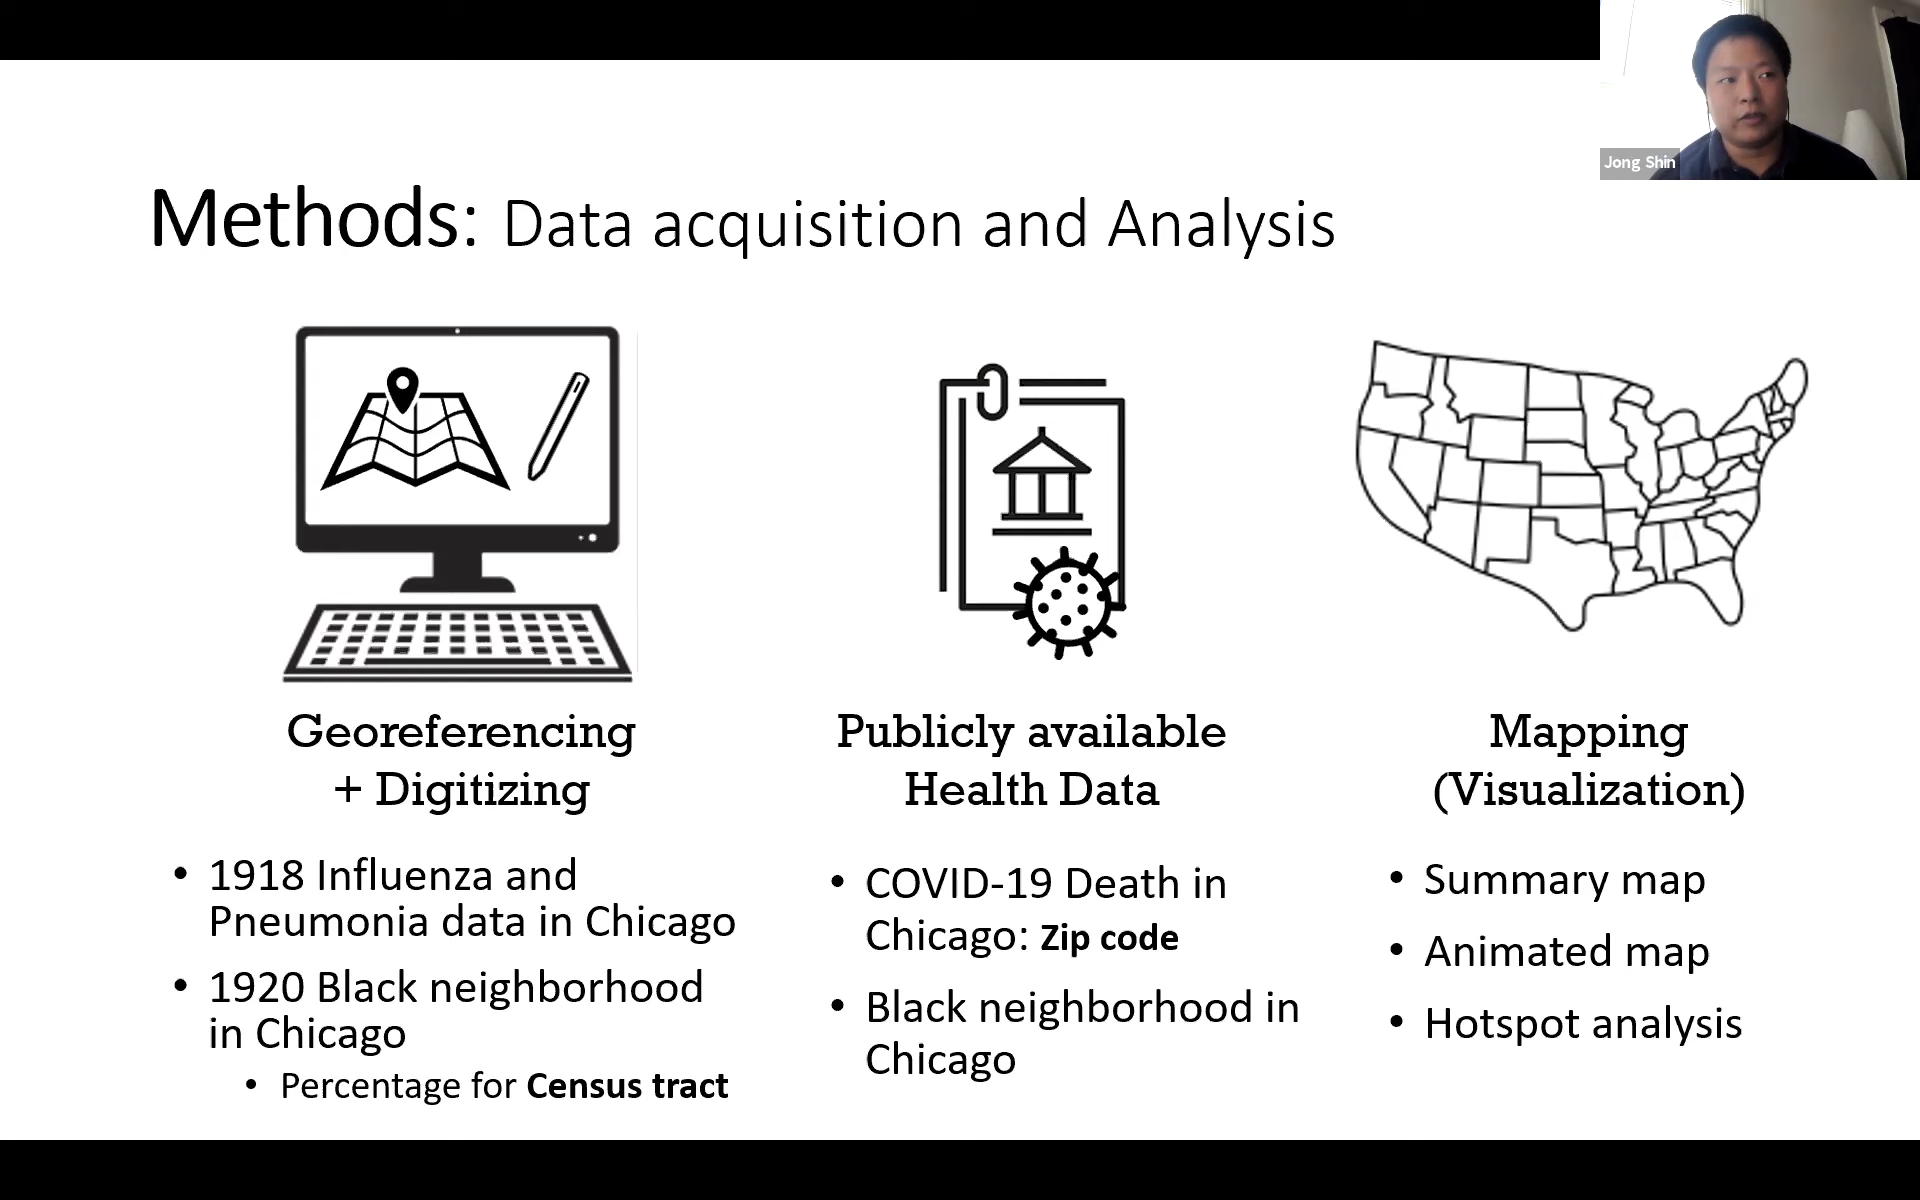 Jong Shin
Methods: Data acquisition and Analysis
Georeferencing
+ Digitizing
• 1918 Influenza and
Pneumonia data in Chicago
• 1920 Black neighborhood
in Chicago
• Percentage for Census tract
Publicly available
Health Data
• COVID-19 Death in
Chicago: Zip code
• Black neighborhood in
Chicago
Mapping
(Visualization)
• Summary map
• Animated map
• Hotspot analysis